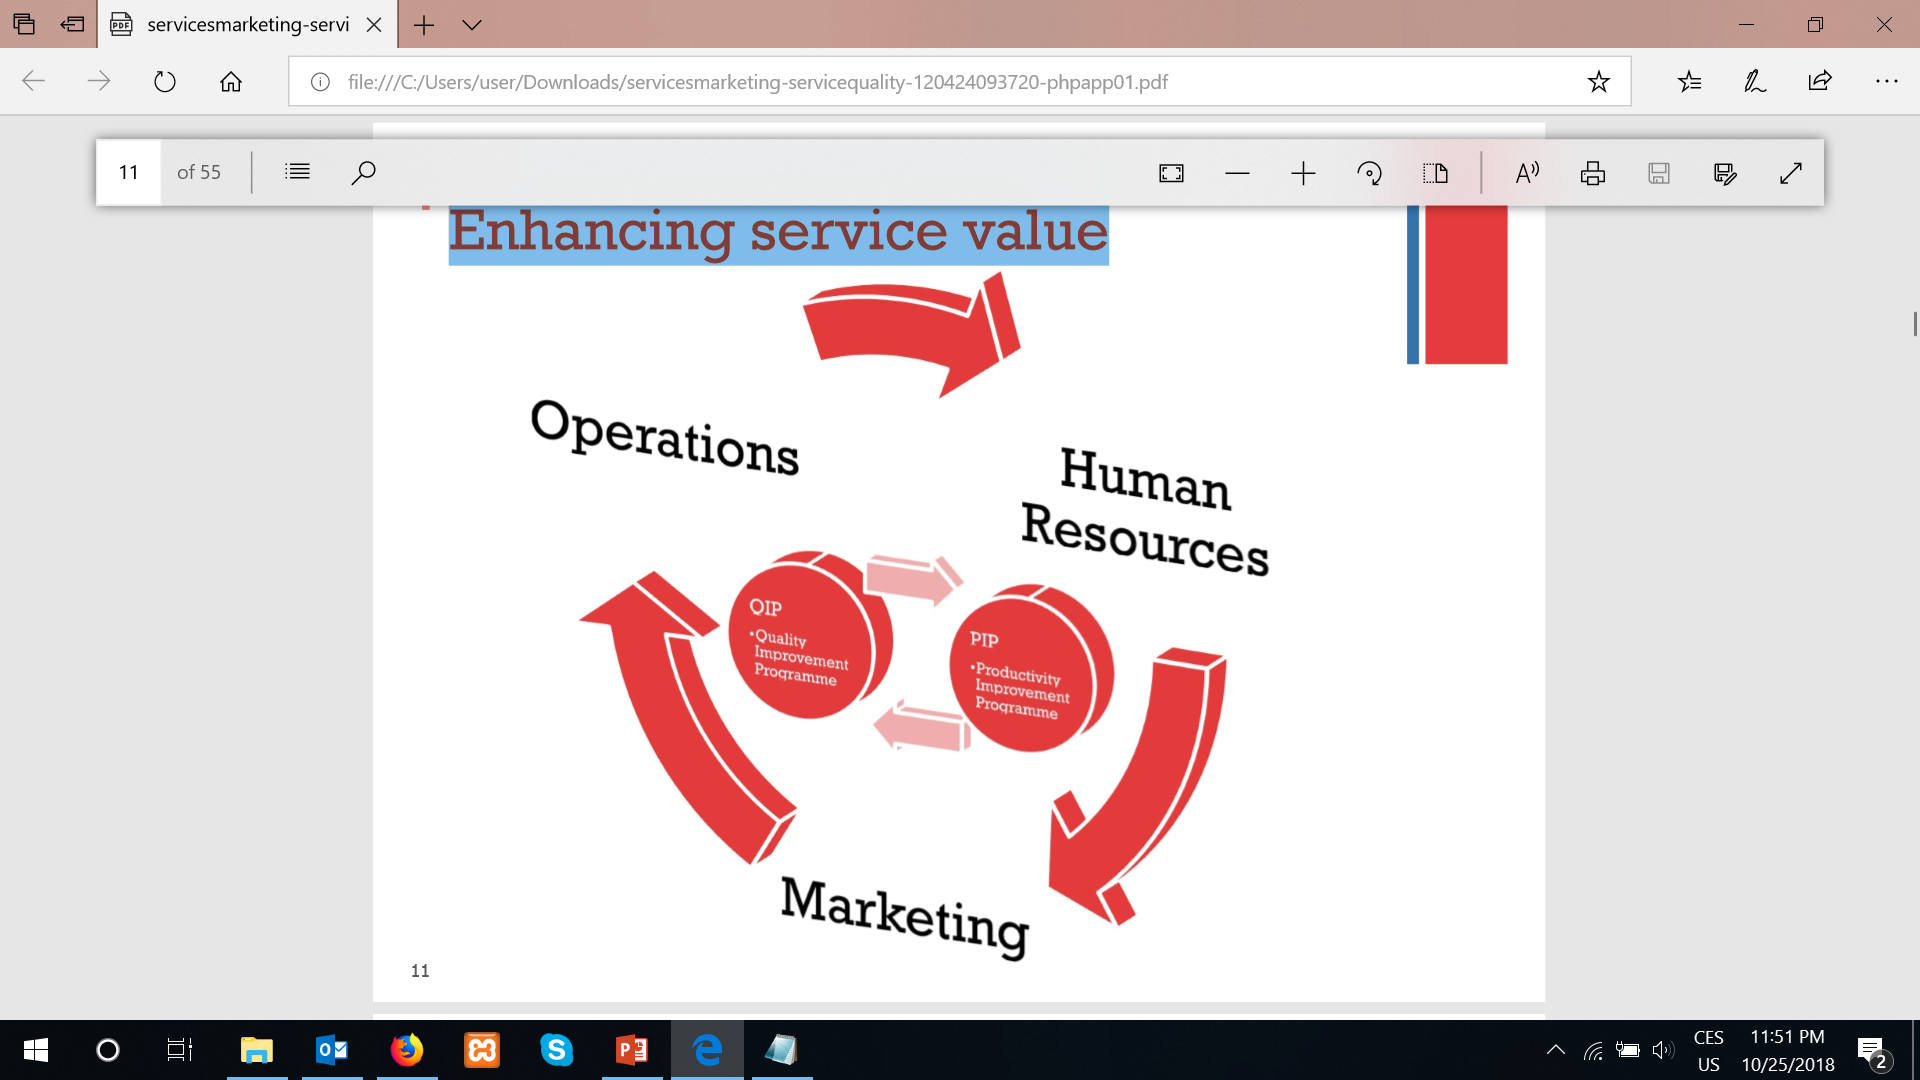 servicesmarketing-servi
file:///C:/Users/user/Downloads/servicesmarketing-servicequality-120424093720-phpapp01.pdf
11 of 55
Enhancing service value
Operations
Human
Resources
QIP
•Quality
Improvement
Programme
PIP
•Productivity
Improvement
Programme
Marketing
11
CES 11:51 PM
US 10/25/2018
2